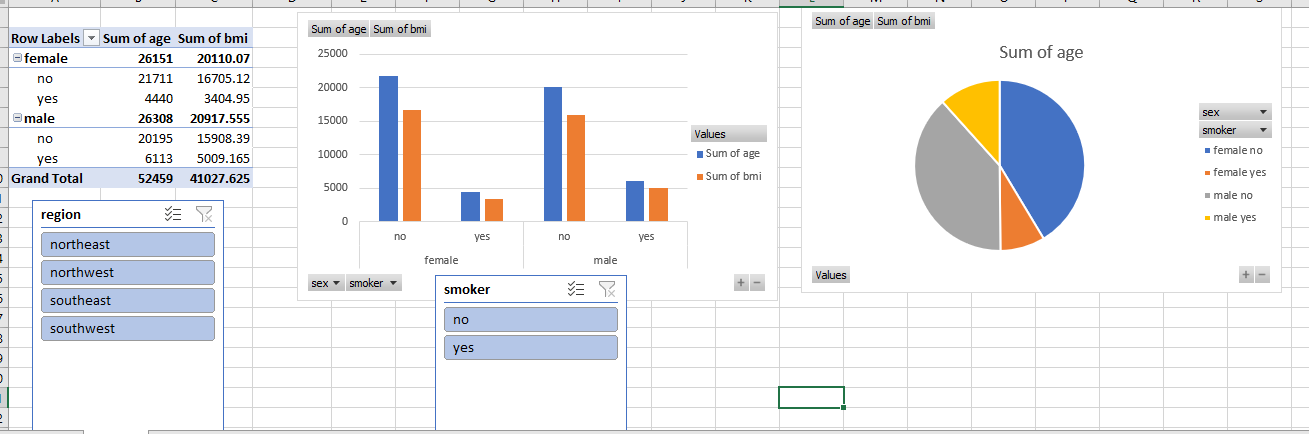 Row Labels Sum of age Sum of bmi
female 26151 20110.07
no 21711 16705.12
yes 4440 3404.95
male 26308 20917.555
no 20195 15908.39
yes 6113 5009.165
Grand Total 52459 41027.625
region
northeast
northwest
southeast
southwest
Sum of age Sum of bmi
25000
20000
15000
10000
5000
0
no yes no yes
female male
Values
Sum of age
Sum of bmi
sex smoker
smoker
no
yes
Sum of age Sum of bmi
Sum of age
sex
smoker
female no
female yes
male no
male yes
Values